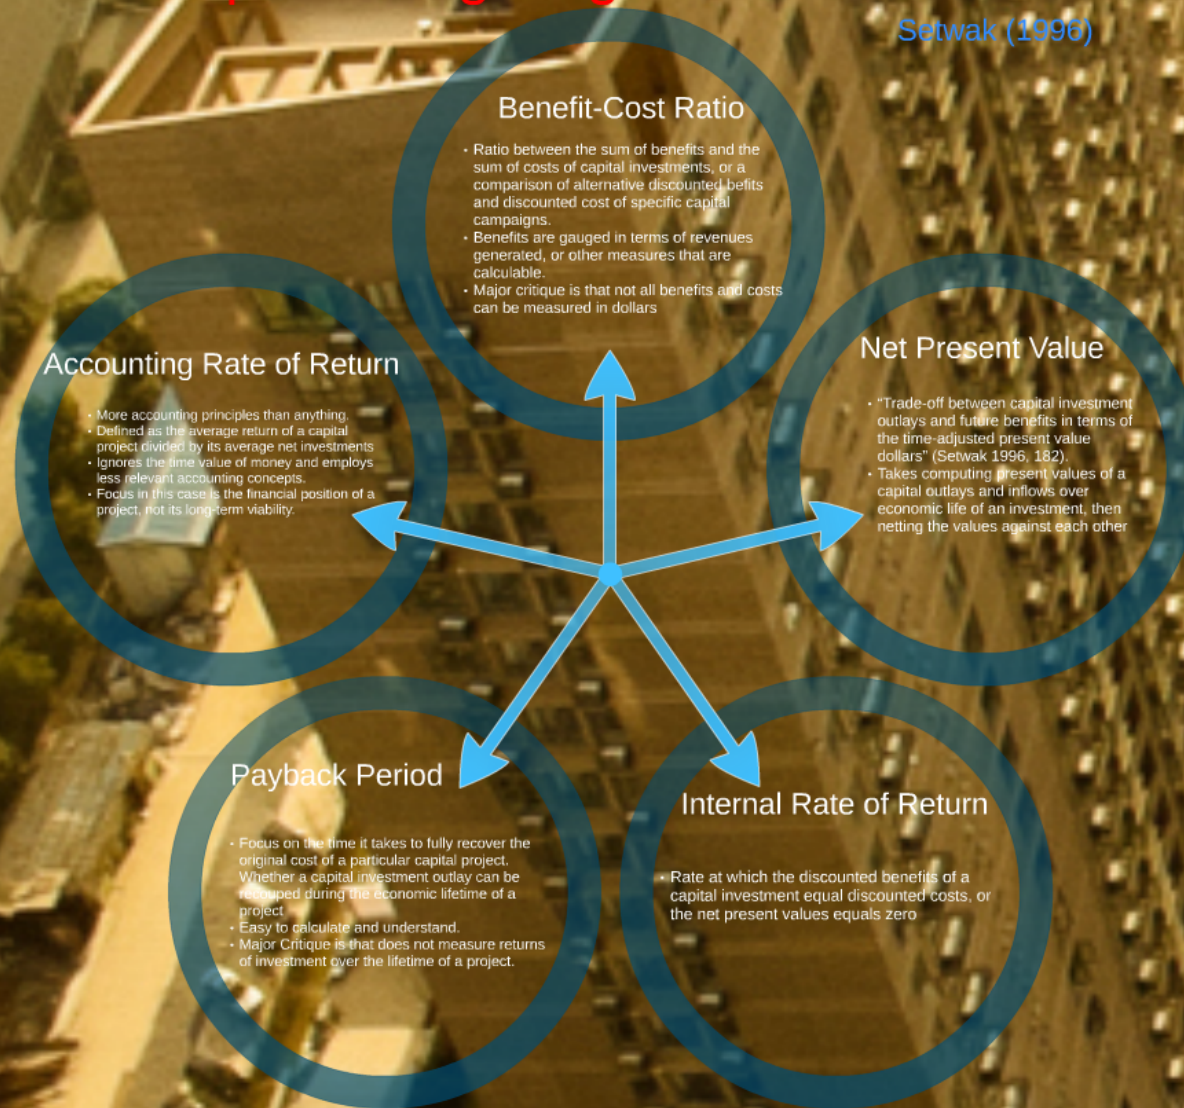 Setwak (1996)
Benefit-Cost Ratio
• Ratio between the sum of benefits and the
sum of costs of capital investments, or a
comparison of alternative discounted befits
and discounted cost of specific capital
campaigns.
• Benefits are gauged in terms of revenues
generated, or other measures that are
calculable.
• Major critique is that not all benefits and costs
can be measured in dollars
Accounting Rate of Return
• More accounting principles than anything.
• Defined as the average return of a capital
project divided by its average net investments
• Ignores the time value of money and employs
less relevant accounting concepts.
• Focus in this case is the financial position of a
project, not its long-term viability.
Net Present Value
• “Trade-off between capital investment
outlays and future benefits in terms of
the time-adjusted present value
dollars” (Setwak 1996, 182).
• Takes computing present values of a
capital outlays and inflows over
economic life of an investment, then
netting the values against each other
Payback Period
• Focus on the time it takes to fully recover the
original cost of a particular capital project.
Whether a capital investment outlay can be
recouped during the economic lifetime of a
project
• Easy to calculate and understand.
• Major Critique is that does not measure returns
of investment over the lifetime of a project.
Internal Rate of Return
• Rate at which the discounted benefits of a
capital investment equal discounted costs, or
the net present values equals zero